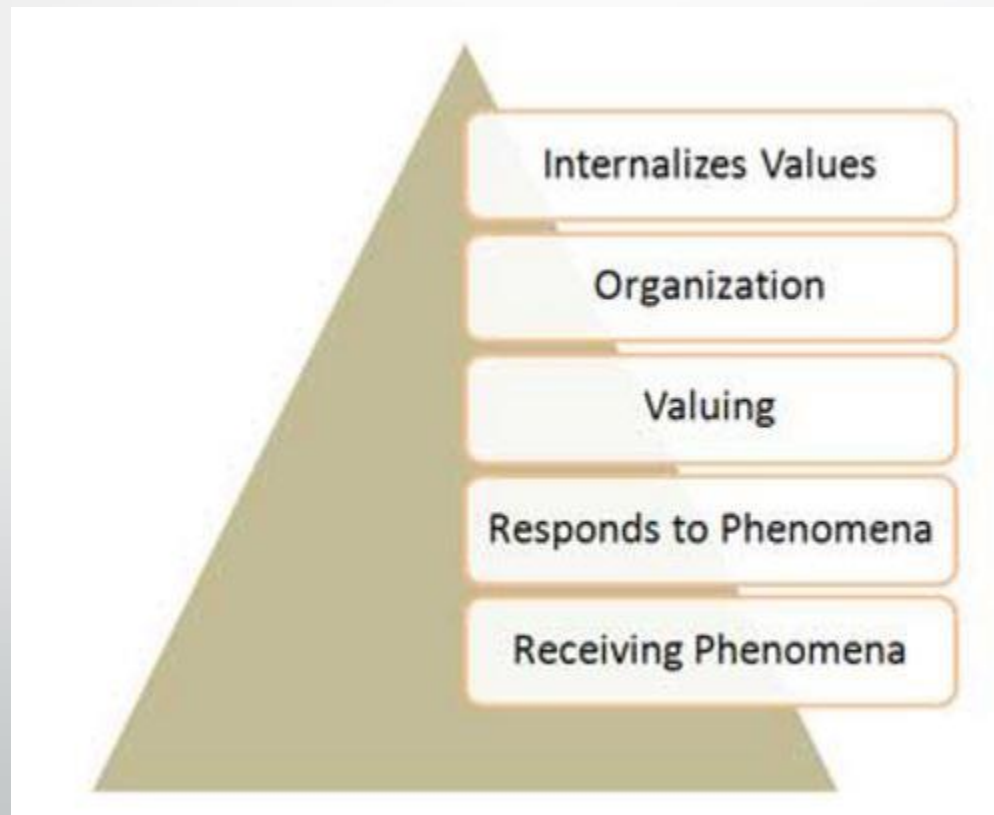 Internalizes Values
Organization
Valuing
Responds to Phenomena
Receiving Phenomena